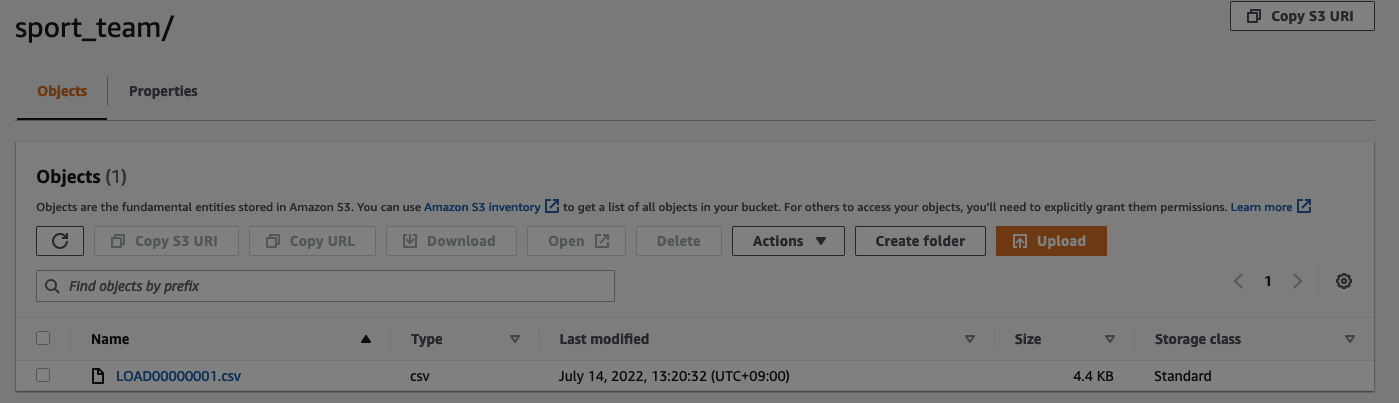 sport_team/
Copy S3 URI
Objects
Properties
Objects (1)
Objects are the fundamental entities stored in Amazon S3. You can use Amazon S3 inventory to get a list of all objects in your bucket. For others to access your objects, you'll need to explicitly grant them permissions. Learn more
Copy S3 URI
Copy URL
Download
Open
Delete
Actions
Create folder
Upload
Find objects by prefix
1
Name
Type
Last modified
Size
Storage class
LOAD00000001.csv
csv
July 14, 2022, 13:20:32 (UTC+09:00)
4.4 KB
Standard